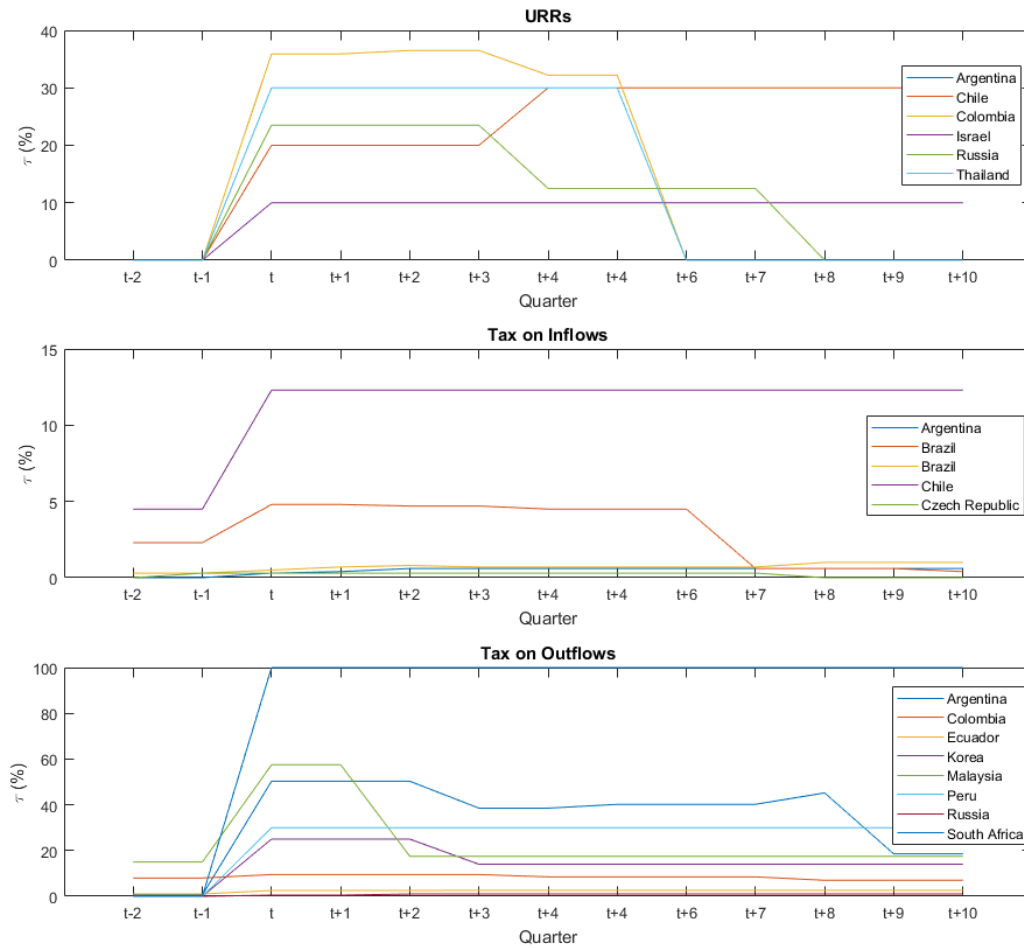 URRs
40
30
20
10
0
τ (%)
t-2 t-1 t t+1 t+2 t+3 t+4 t+4 t+6 t+7 t+8 t+9 t+10
Quarter
Argentina
Chile
Colombia
Israel
Russia
Thailand
Tax on Inflows
15
10
5
0
τ (%)
t-2 t-1 t t+1 t+2 t+3 t+4 t+4 t+6 t+7 t+8 t+9 t+10
Quarter
Argentina
Brazil
Brazil
Chile
Czech Republic
Tax on Outflows
100
80
60
40
20
0
τ (%)
t-2 t-1 t t+1 t+2 t+3 t+4 t+4 t+6 t+7 t+8 t+9 t+10
Quarter
Argentina
Colombia
Ecuador
Korea
Malaysia
Peru
Russia
South Africa